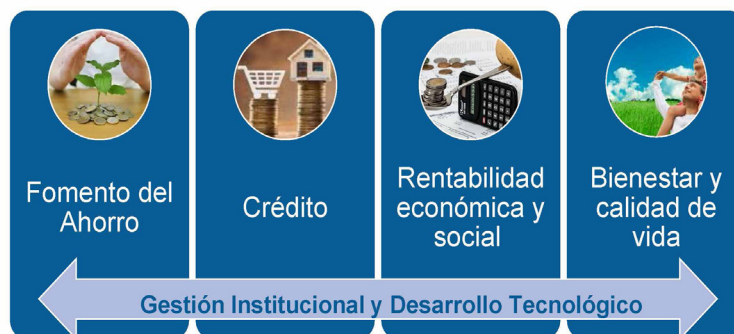 Fomento del
Ahorro
Crédito
Rentabilidad
económica y
social
Bienestar y
calidad de
vida
Gestión Institucional y Desarrollo Tecnológico